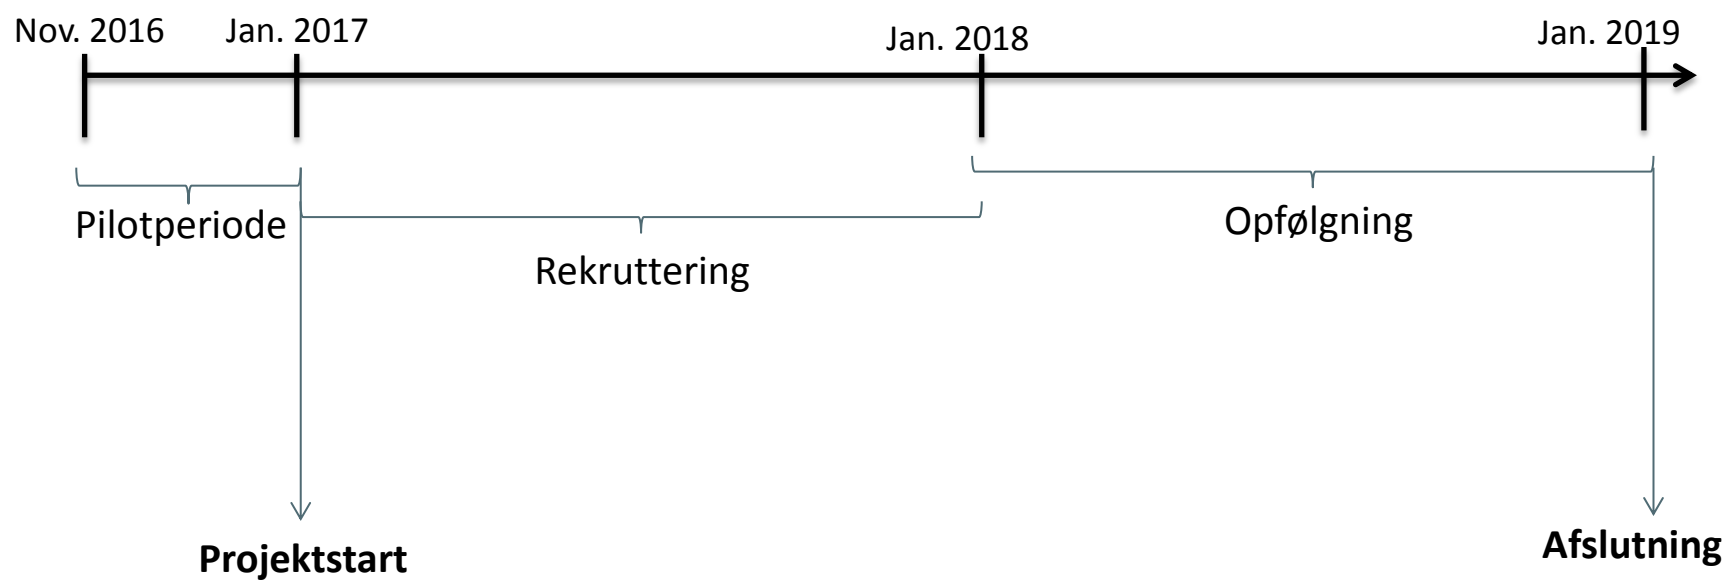 Nov. 2016
Jan. 2017
Jan. 2018
Jan. 2019
Pilotperiode
Rekruttering
Opfølgning
Projektstart
Afslutning